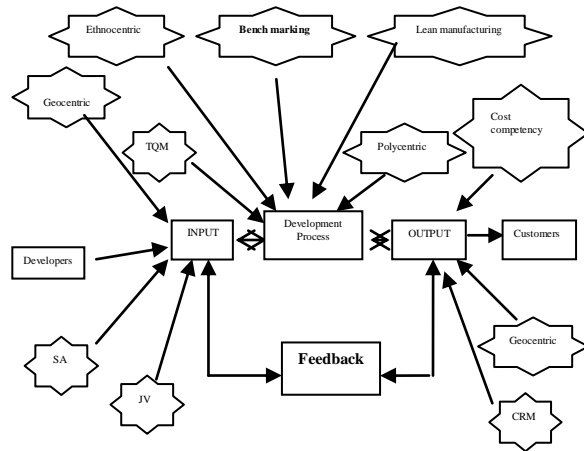 Ethnocentric
Bench marking
Lean manufacturing
Geocentric
TQM
Polycentric
Cost
competency
INPUT
Development
Process
OUTPUT
Customers
Developers
SA
JV
Feedback
Geocentric
CRM